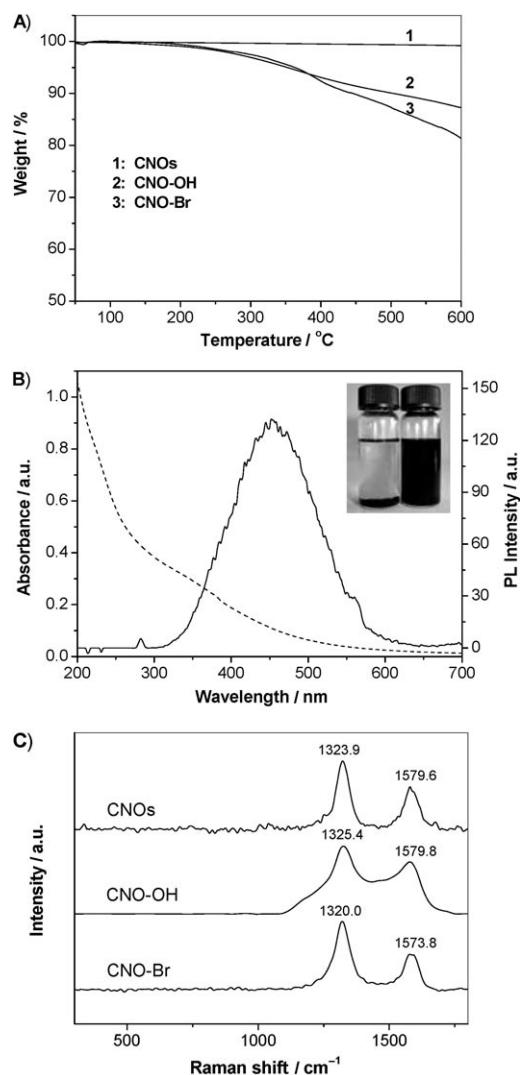 A)
100
90
80
70
60
50
Weight / %
1
2
3
1: CNOs
2: CNO-OH
3: CNO-Br
100 200 300 400 500 600
Temperature / °C
B)
1.0
0.8
0.6
0.4
0.2
0.0
Absorbance / a.u.
150
120
90
60
30
0
PL Intensity / a.u.
200 300 400 500 600 700
Wavelength / nm
C)
1323.9
1579.6
CNOs
1325.4
1579.8
CNO-OH
1320.0
1573.8
CNO-Br
Intensity / a.u.
500 1000 1500
Raman shift / cm⁻¹